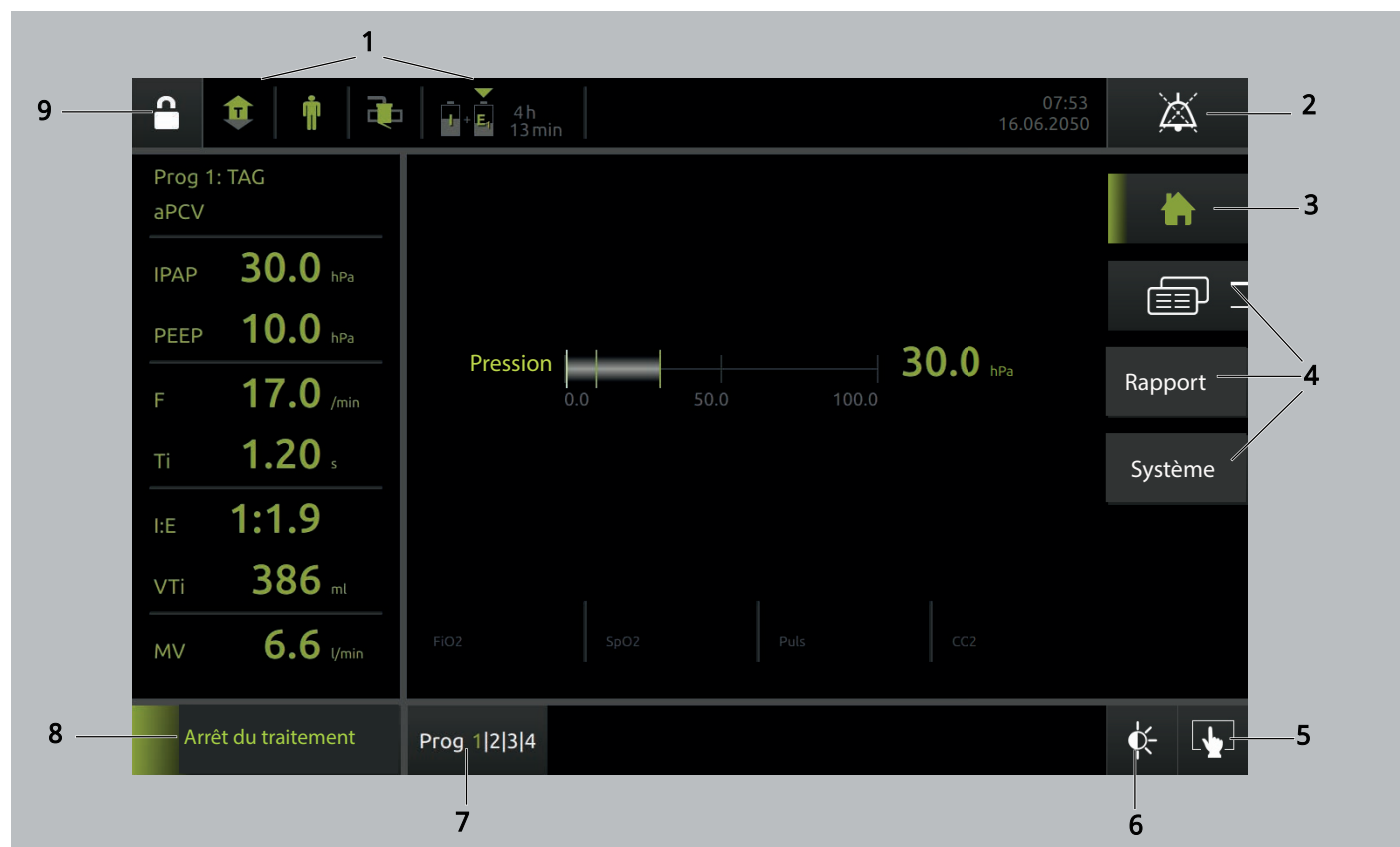 1
9
2
T
I + E
4 h
13 min
07:53
16.06.2050
Prog 1: TAG
aPCV
IPAP 30.0 hPa
PEEP 10.0 hPa
F 17.0 /min
Ti 1.20 s
I:E 1:1.9
VTi 386 ml
MV 6.6 l/min
Pression 30.0 hPa
0.0 50.0 100.0
FiO2 SpO2 Puls CC2
3
4
Rapport
Système
8
Arrêt du traitement
Prog 1|2|3|4
5
7
6